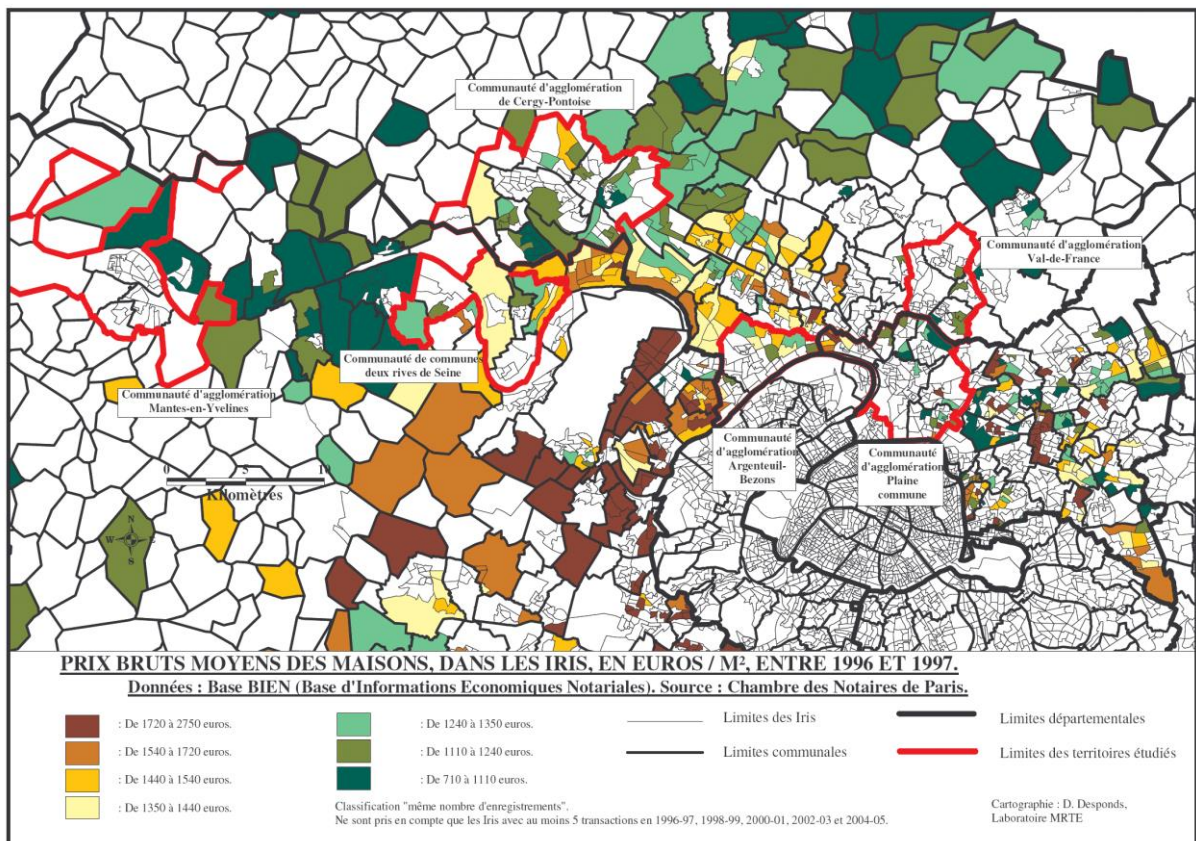 Communauté d'agglomération
de Cergy-Pontoise
Communauté d'agglomération
Val-de-France
Communauté de communes
deux rives de Seine
Communauté d'agglomération
Mantes-en-Yvelines
Communauté
d'agglomération
Argenteuil-
Bezons
Communauté
d'agglomération
Plaine
commune
0 5 10
Kilomètres
N
W E
S
PRIX BRUTS MOYENS DES MAISONS, DANS LES IRIS, EN EUROS / M², ENTRE 1996 ET 1997.
Données : Base BIEN (Base d'Informations Economiques Notariales). Source : Chambre des Notaires de Paris.
: De 1720 à 2750 euros.
: De 1540 à 1720 euros.
: De 1440 à 1540 euros.
: De 1350 à 1440 euros.
: De 1240 à 1350 euros.
: De 1110 à 1240 euros.
: De 710 à 1110 euros.
Limites des Iris
Limites communales
Limites départementales
Limites des territoires étudiés
Classification "même nombre d'enregistrements".
Ne sont pris en compte que les Iris avec au moins 5 transactions en 1996-97, 1998-99, 2000-01, 2002-03 et 2004-05.
Cartographie : D. Desponds,
Laboratoire MRTE